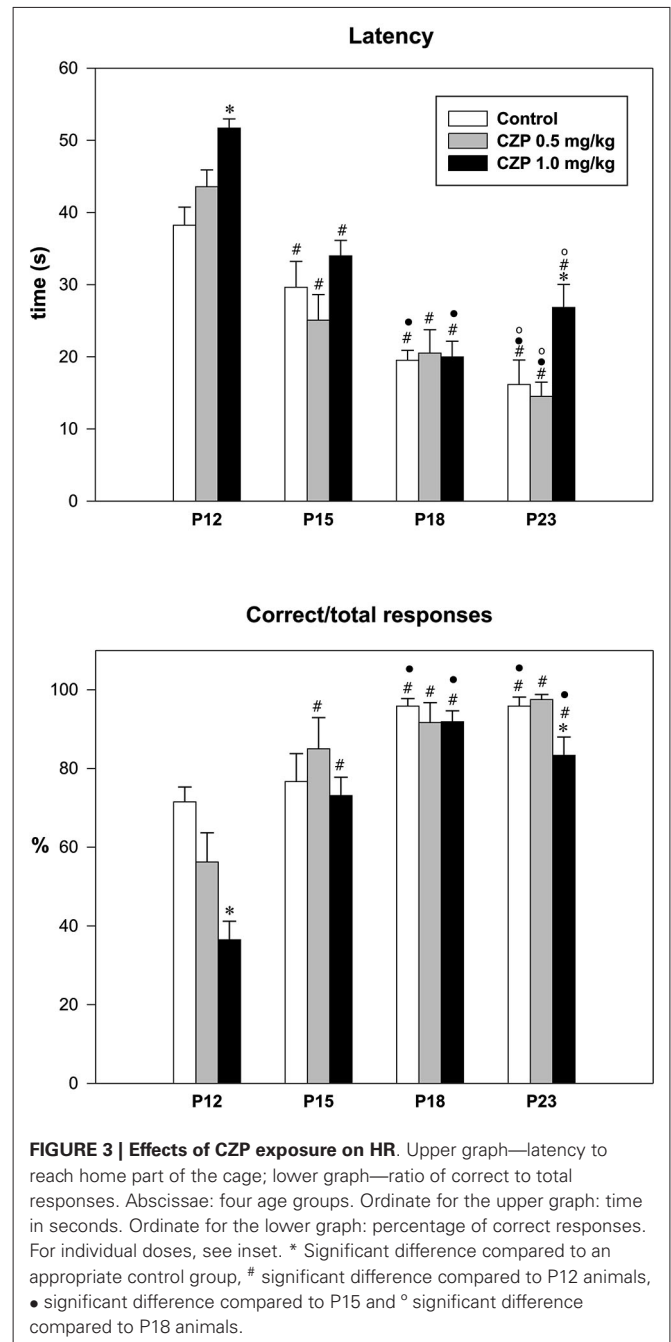 Latency
60
50
40
30
20
10
0
time (s)
Control
CZP 0.5 mg/kg
CZP 1.0 mg/kg
*
#
#
#
●
#
#
●
#
○
●
#
○
●
#
○
#
*
P12 P15 P18 P23
Correct/total responses
100
80
60
40
20
0
%
*
#
#
●
#
#
●
#
●
#
#
●
#
*
P12 P15 P18 P23
FIGURE 3 | Effects of CZP exposure on HR. Upper graph—latency to
reach home part of the cage; lower graph—ratio of correct to total
responses. Abscissae: four age groups. Ordinate for the upper graph: time
in seconds. Ordinate for the lower graph: percentage of correct responses.
For individual doses, see inset. * Significant difference compared to an
appropriate control group, # significant difference compared to P12 animals,
● significant difference compared to P15 and ○ significant difference
compared to P18 animals.